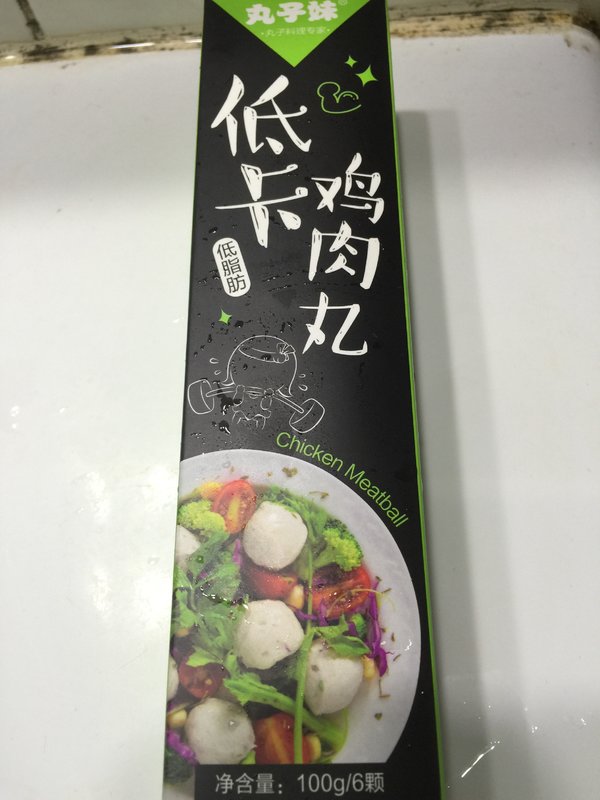 丸子妹®
·丸子料理专家·
低卡
鸡肉丸
低脂肪
Chicken Meatball
净含量：100g/6颗